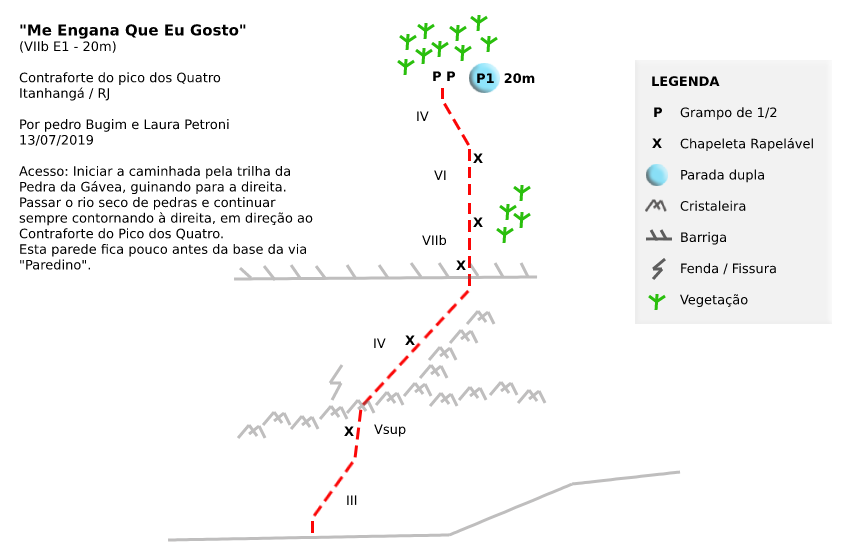 "Me Engana Que Eu Gosto"
(VIIb E1 - 20m)
Contraforte do pico dos Quatro
Itanhangá / RJ
Por pedro Bugim e Laura Petroni
13/07/2019
Acesso: Iniciar a caminhada pela trilha da
Pedra da Gávea, guinando para a direita.
Passar o rio seco de pedras e continuar
sempre contornando à direita, em direção ao
Contraforte do Pico dos Quatro.
Esta parede fica pouco antes da base da via
"Paredino".
P P P1 20m
IV
X
VI
X
VIIb
X
IV X
X Vsup
III
LEGENDA
P Grampo de 1/2
X Chapeleta Rapelável
Parada dupla
Cristaleira
Barriga
Fenda / Fissura
Vegetação